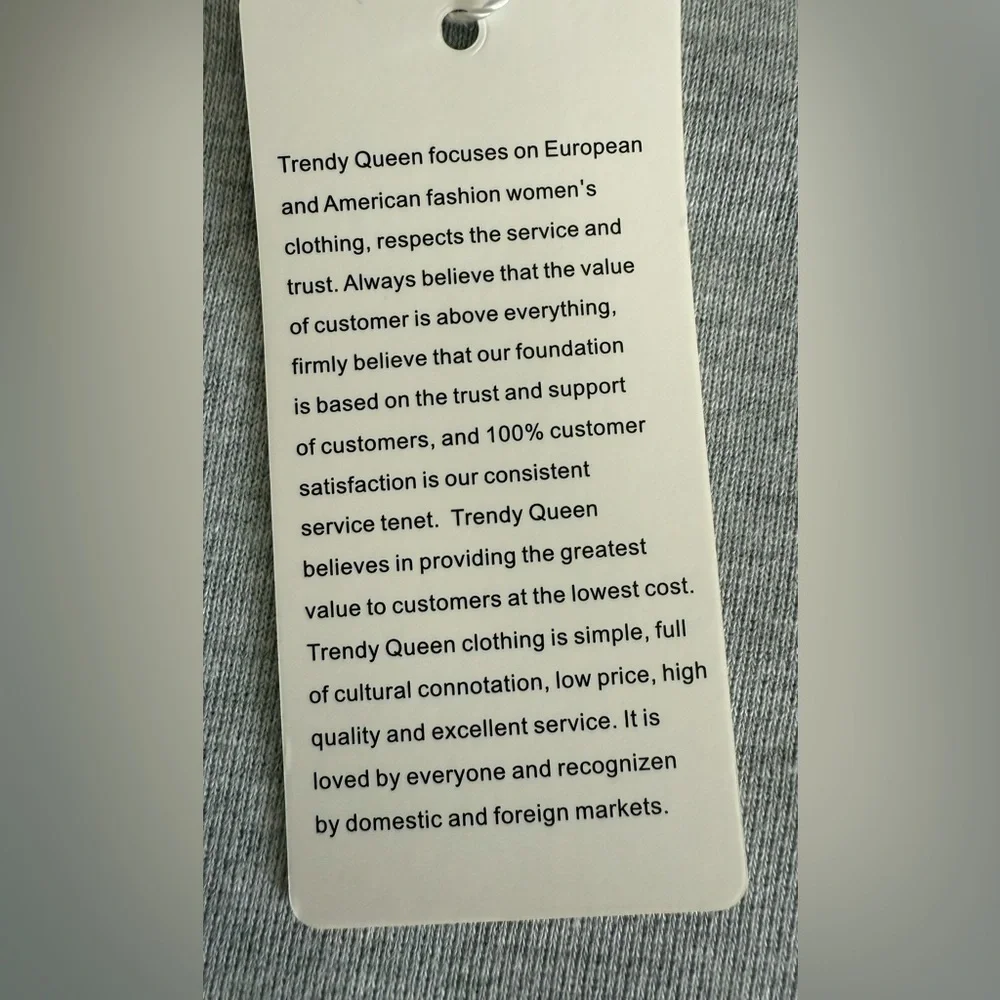 Trendy Queen focuses on European
and American fashion women's
clothing, respects the service and
trust. Always believe that the value
of customer is above everything,
firmly believe that our foundation
is based on the trust and support
of customers, and 100% customer
satisfaction is our consistent
service tenet.  Trendy Queen
believes in providing the greatest
value to customers at the lowest cost.
Trendy Queen clothing is simple, full
of cultural connotation, low price, high
quality and excellent service. It is
loved by everyone and recognizen
by domestic and foreign markets.